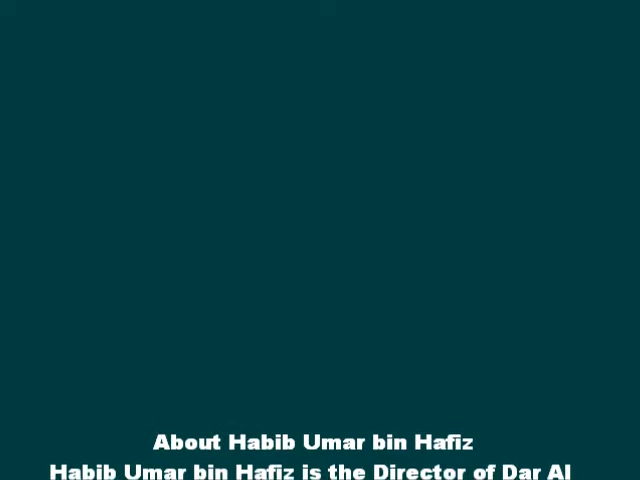 About Habib Umar bin Hafiz
Habib Umar bin Hafiz is the Director of Dar Al